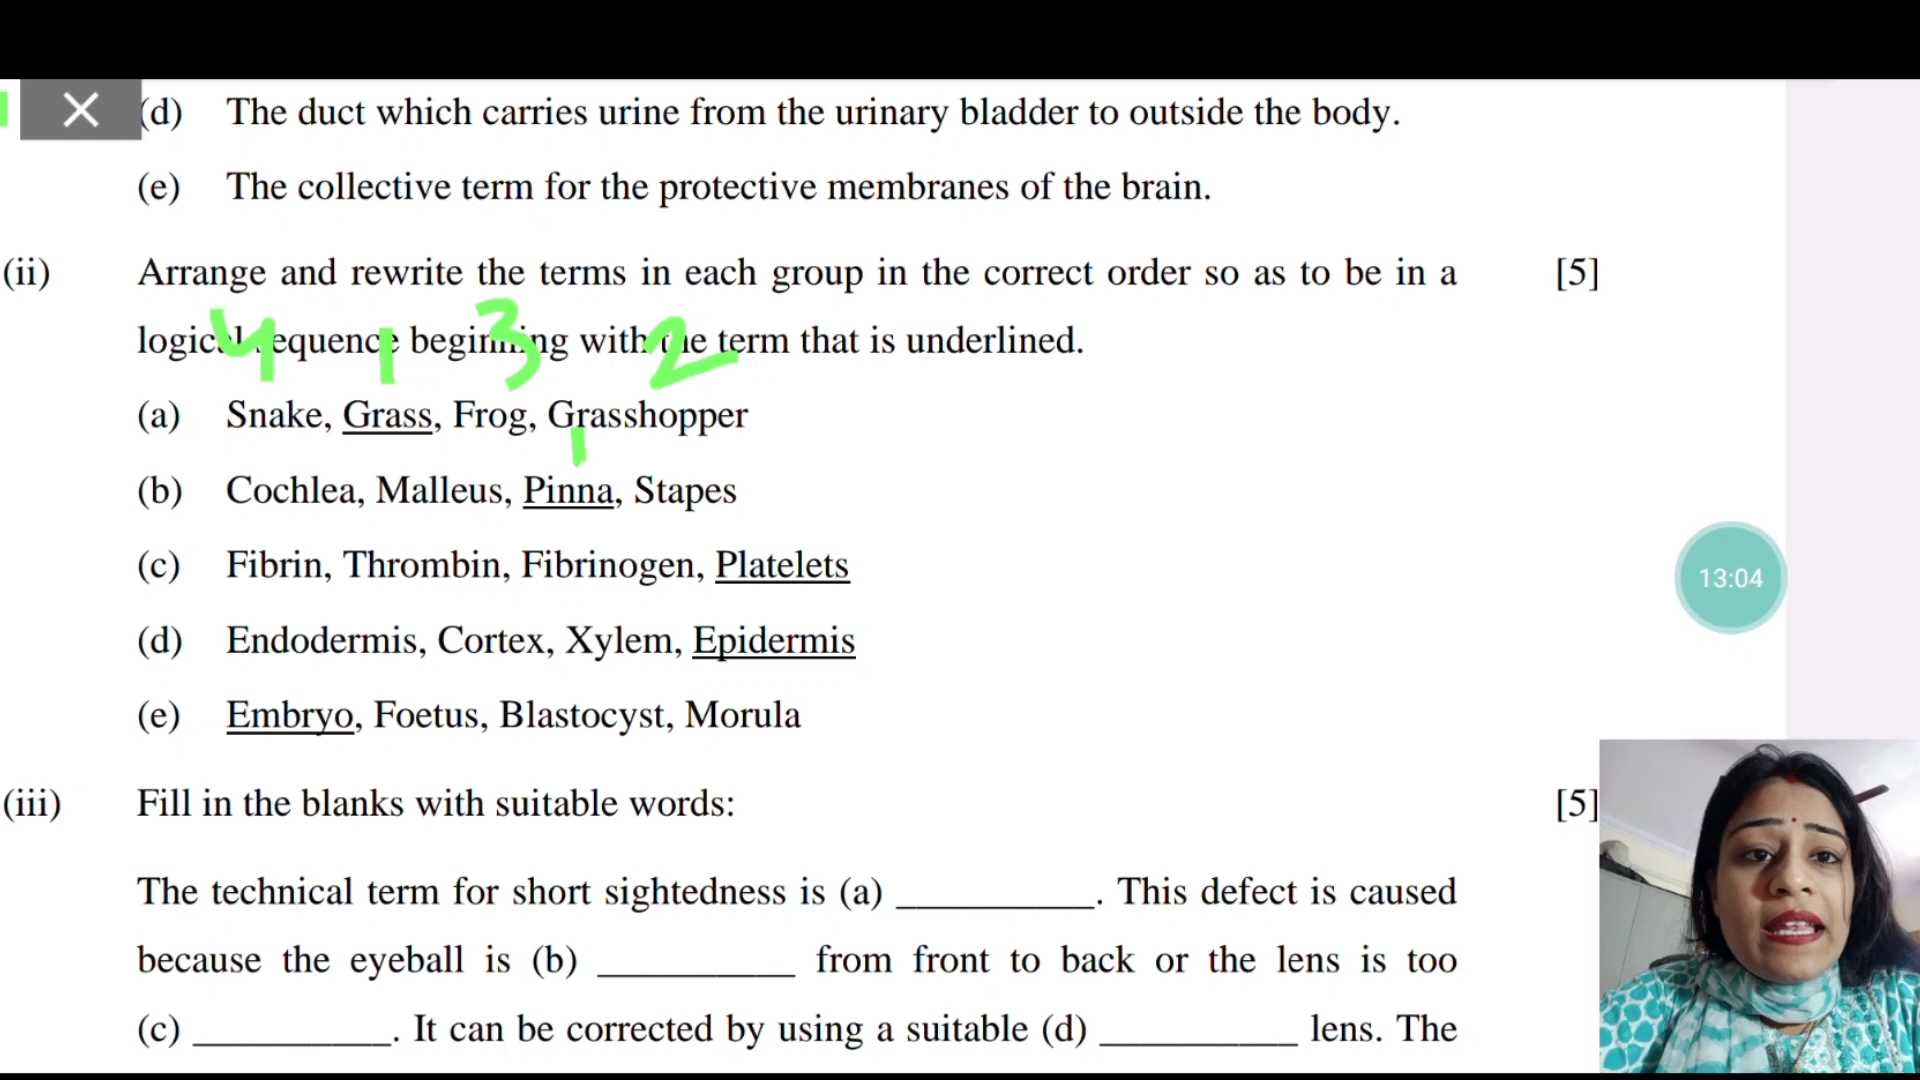 (d) The duct which carries urine from the urinary bladder to outside the body.
(e) The collective term for the protective membranes of the brain.
(ii) Arrange and rewrite the terms in each group in the correct order so as to be in a [5]
4 1 3 2
logical sequence beginning with the term that is underlined.
(a) Snake, Grass, Frog, Grasshopper
1
(b) Cochlea, Malleus, Pinna, Stapes
(c) Fibrin, Thrombin, Fibrinogen, Platelets
13:04
(d) Endodermis, Cortex, Xylem, Epidermis
(e) Embryo, Foetus, Blastocyst, Morula
(iii) Fill in the blanks with suitable words: [5]
The technical term for short sightedness is (a) __________. This defect is caused
because the eyeball is (b) __________ from front to back or the lens is too
(c) __________. It can be corrected by using a suitable (d) __________ lens. The